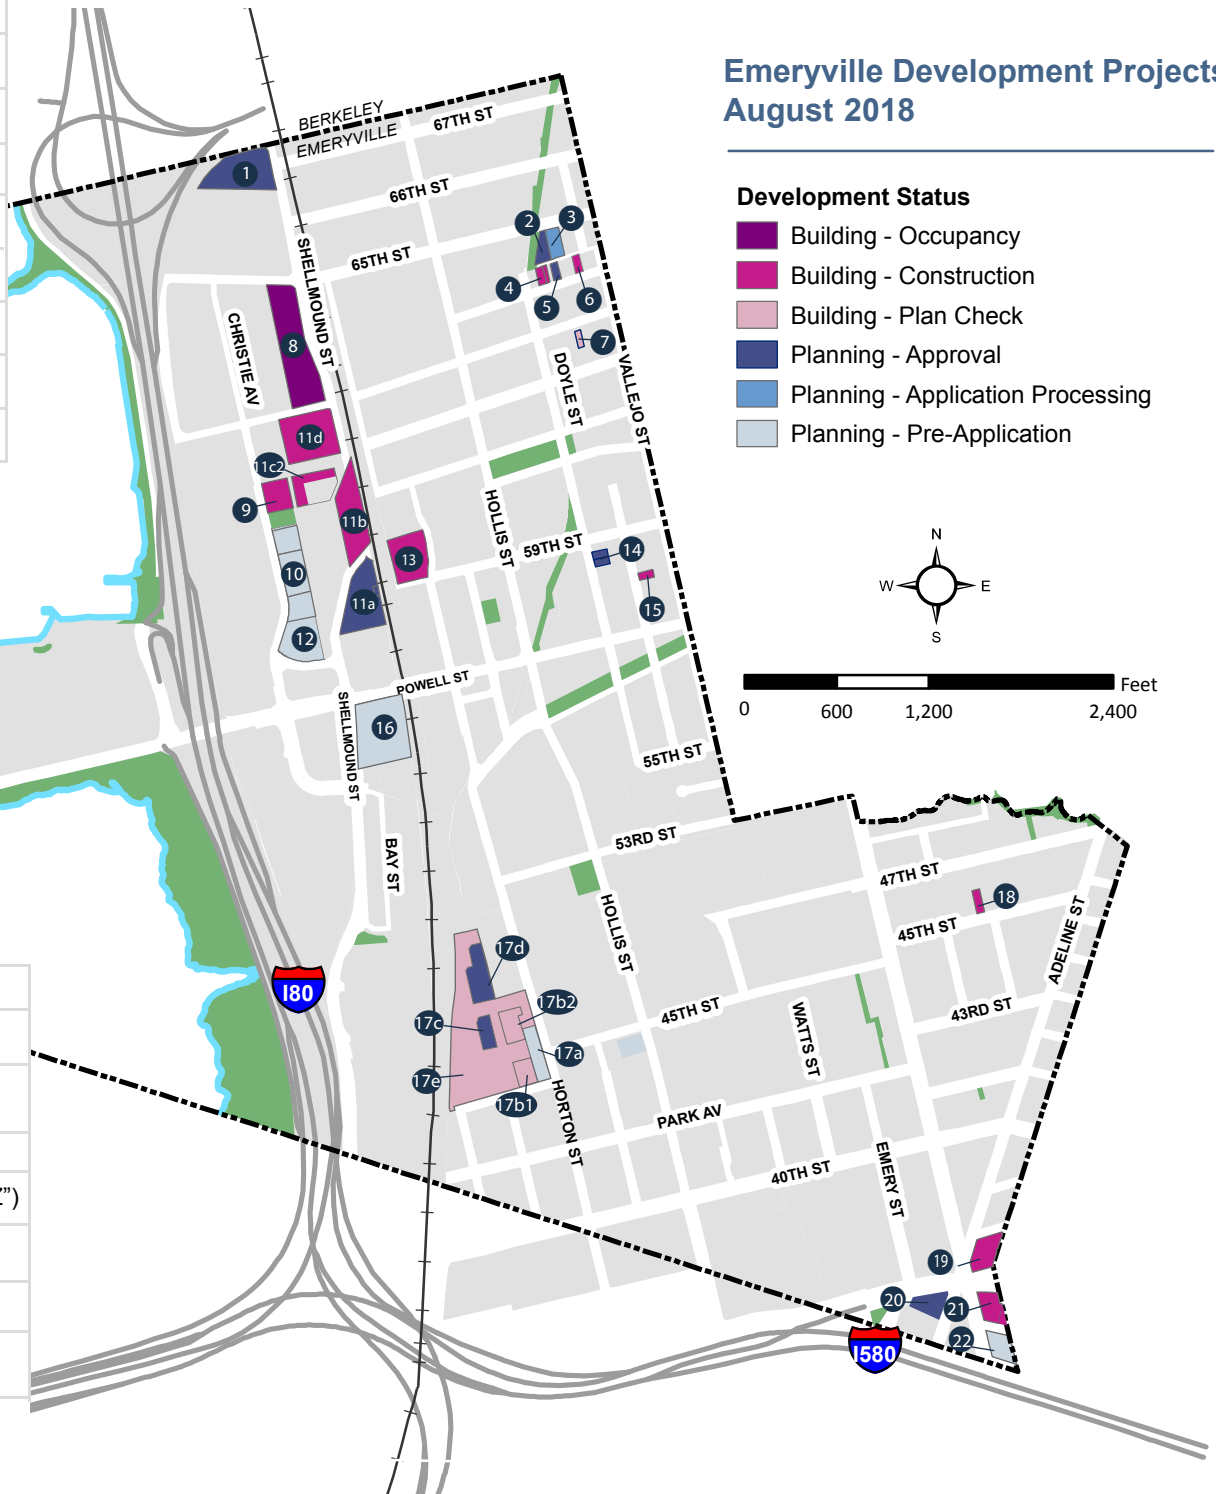 Emeryville Development Projects
August 2018
Development Status
Building - Occupancy
Building - Construction
Building - Plan Check
Planning - Approval
Planning - Application Processing
Planning - Pre-Application
N
W
E
S
Feet
0
600
1,200
2,400
BERKELEY
EMERYVILLE
67TH ST
66TH ST
65TH ST
SHELLMOUND ST
CHRISTIE AV
DOYLE ST
VALLEJO ST
HOLLIS ST
59TH ST
POWELL ST
SHELLMOUND ST
BAY ST
55TH ST
53RD ST
HOLLIS ST
47TH ST
45TH ST
ADELINE ST
43RD ST
45TH ST
WATTS ST
PARK AV
HORTON ST
40TH ST
EMERY ST
I80
I580
1
2
3
4
5
6
7
8
11d
11c2
9
11b
13
14
10
11a
15
12
16
18
17d
17b2
17c
17a
17e
17b1
19
20
21
22
")